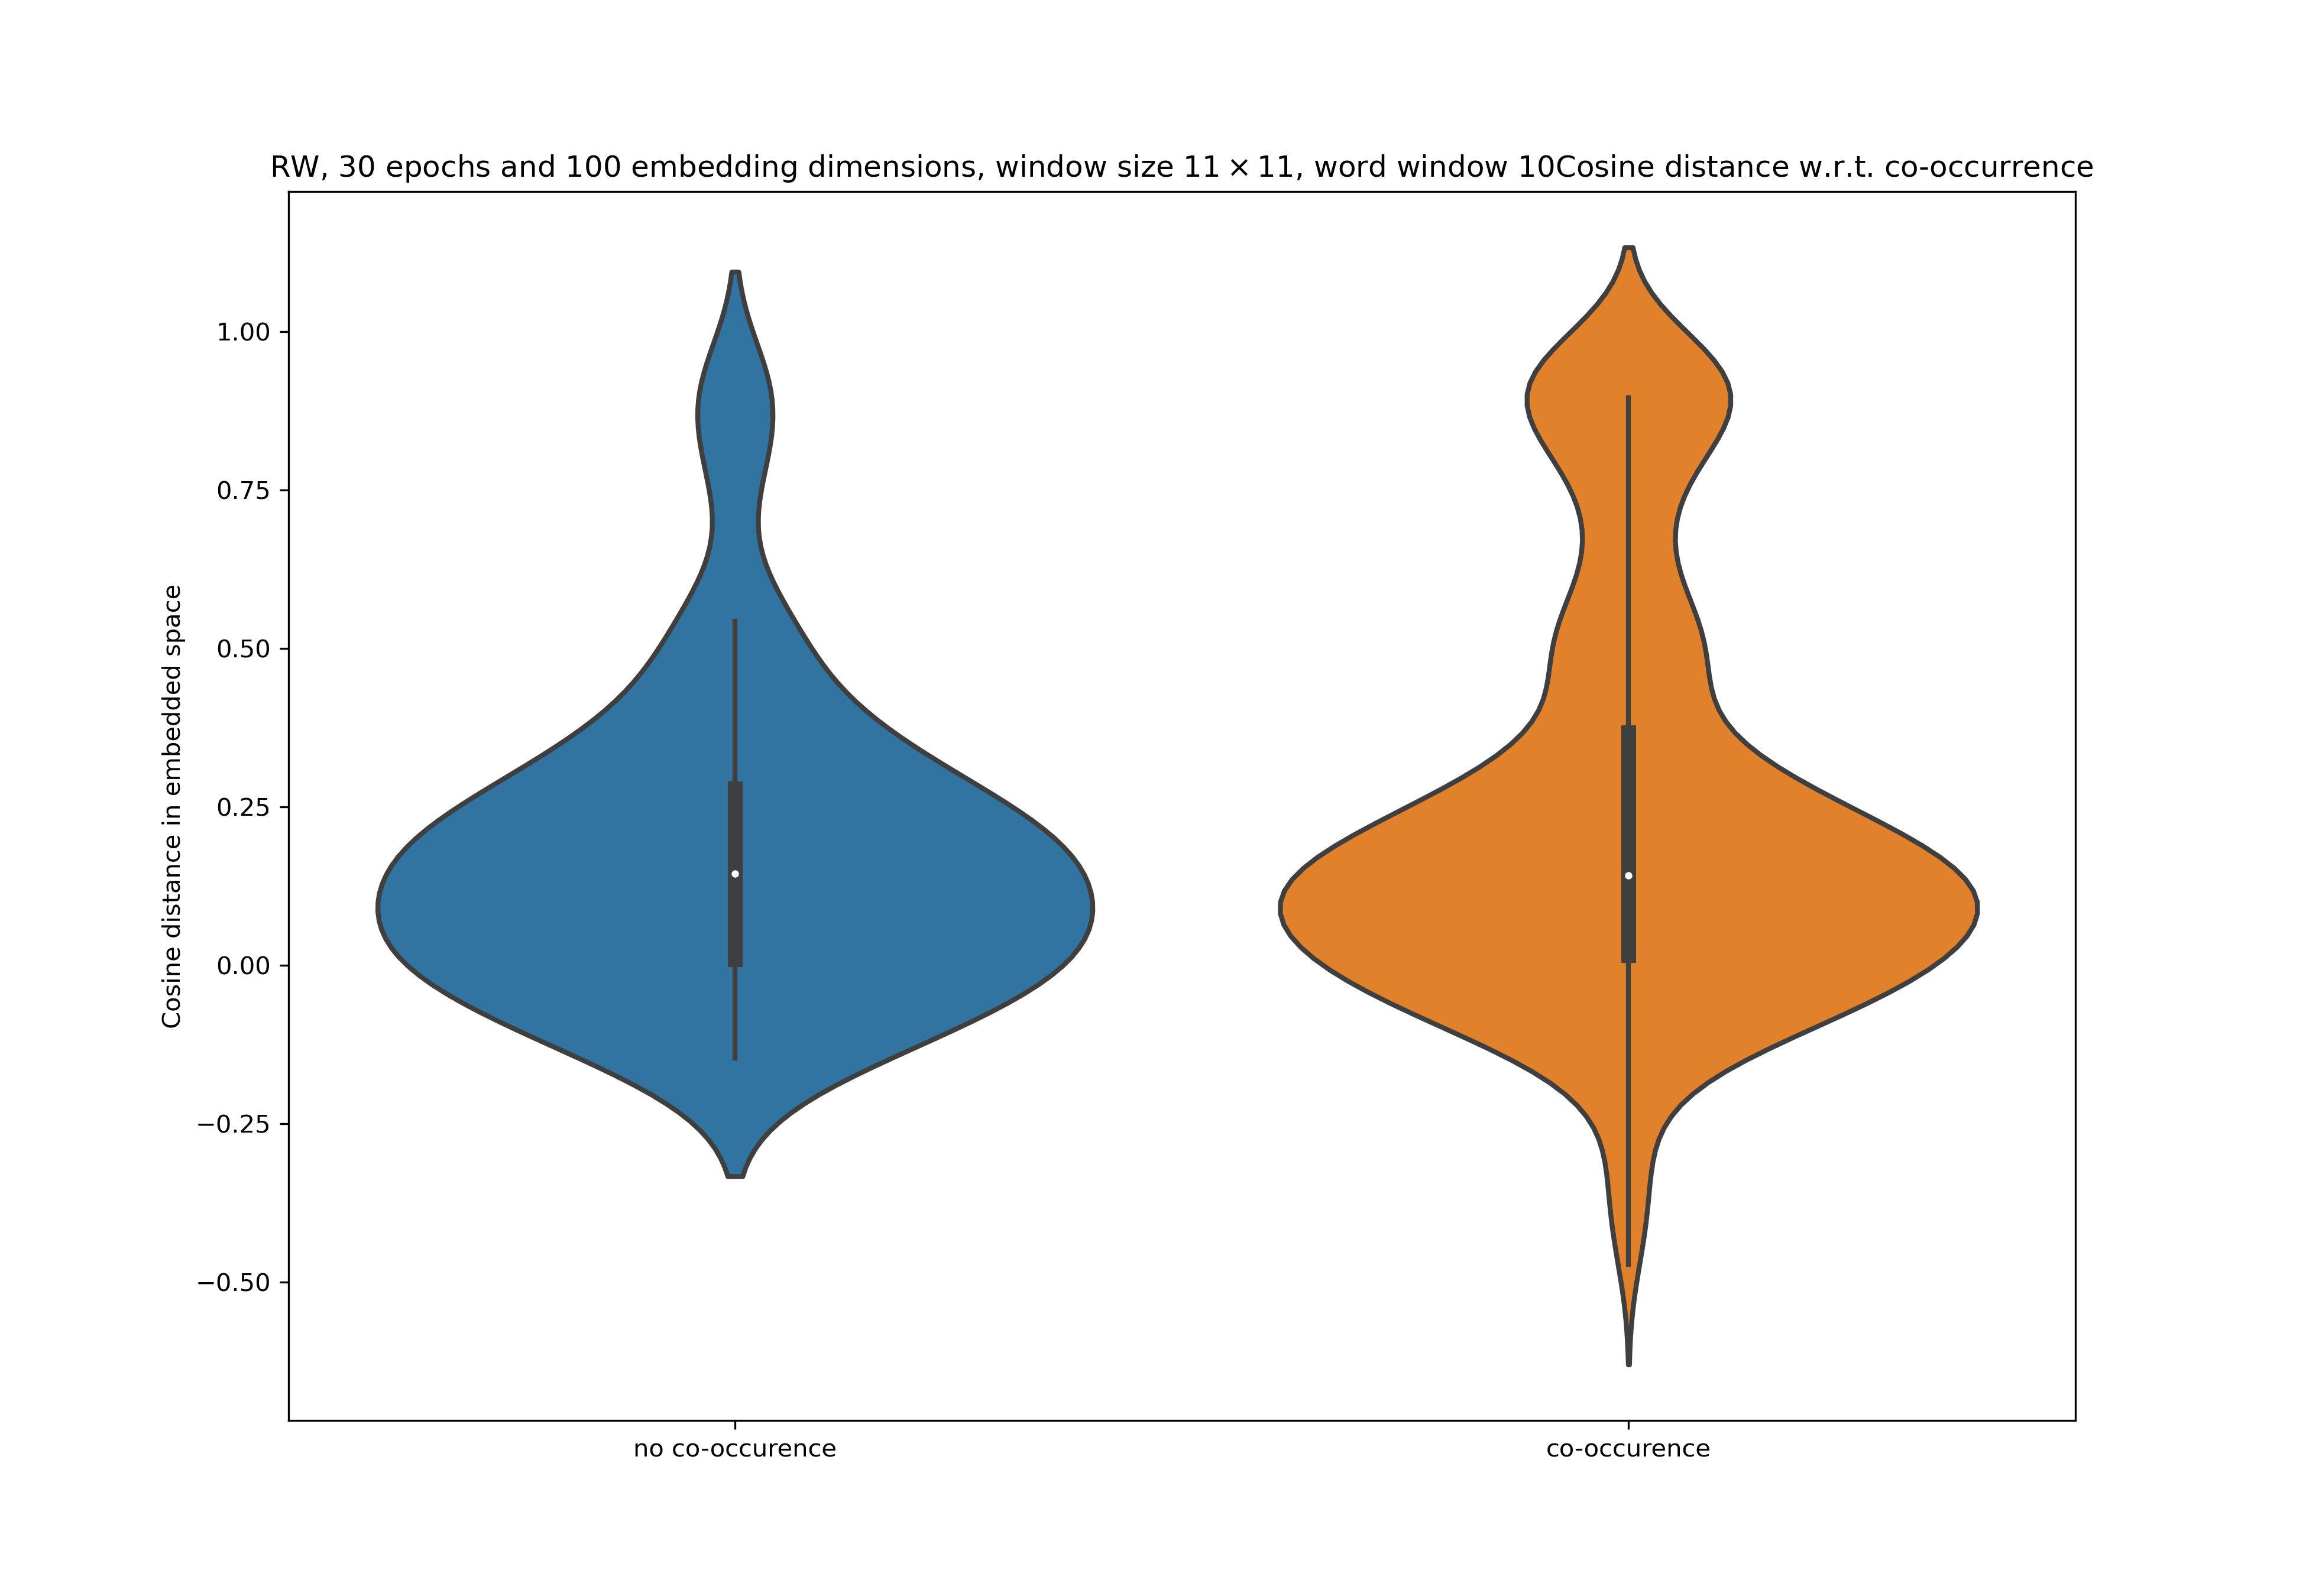 RW, 30 epochs and 100 embedding dimensions, window size 11 × 11, word window 10Cosine distance w.r.t. co-occurrence
Cosine distance in embedded space
1.00
0.75
0.50
0.25
0.00
−0.25
−0.50
no co-occurence
co-occurence